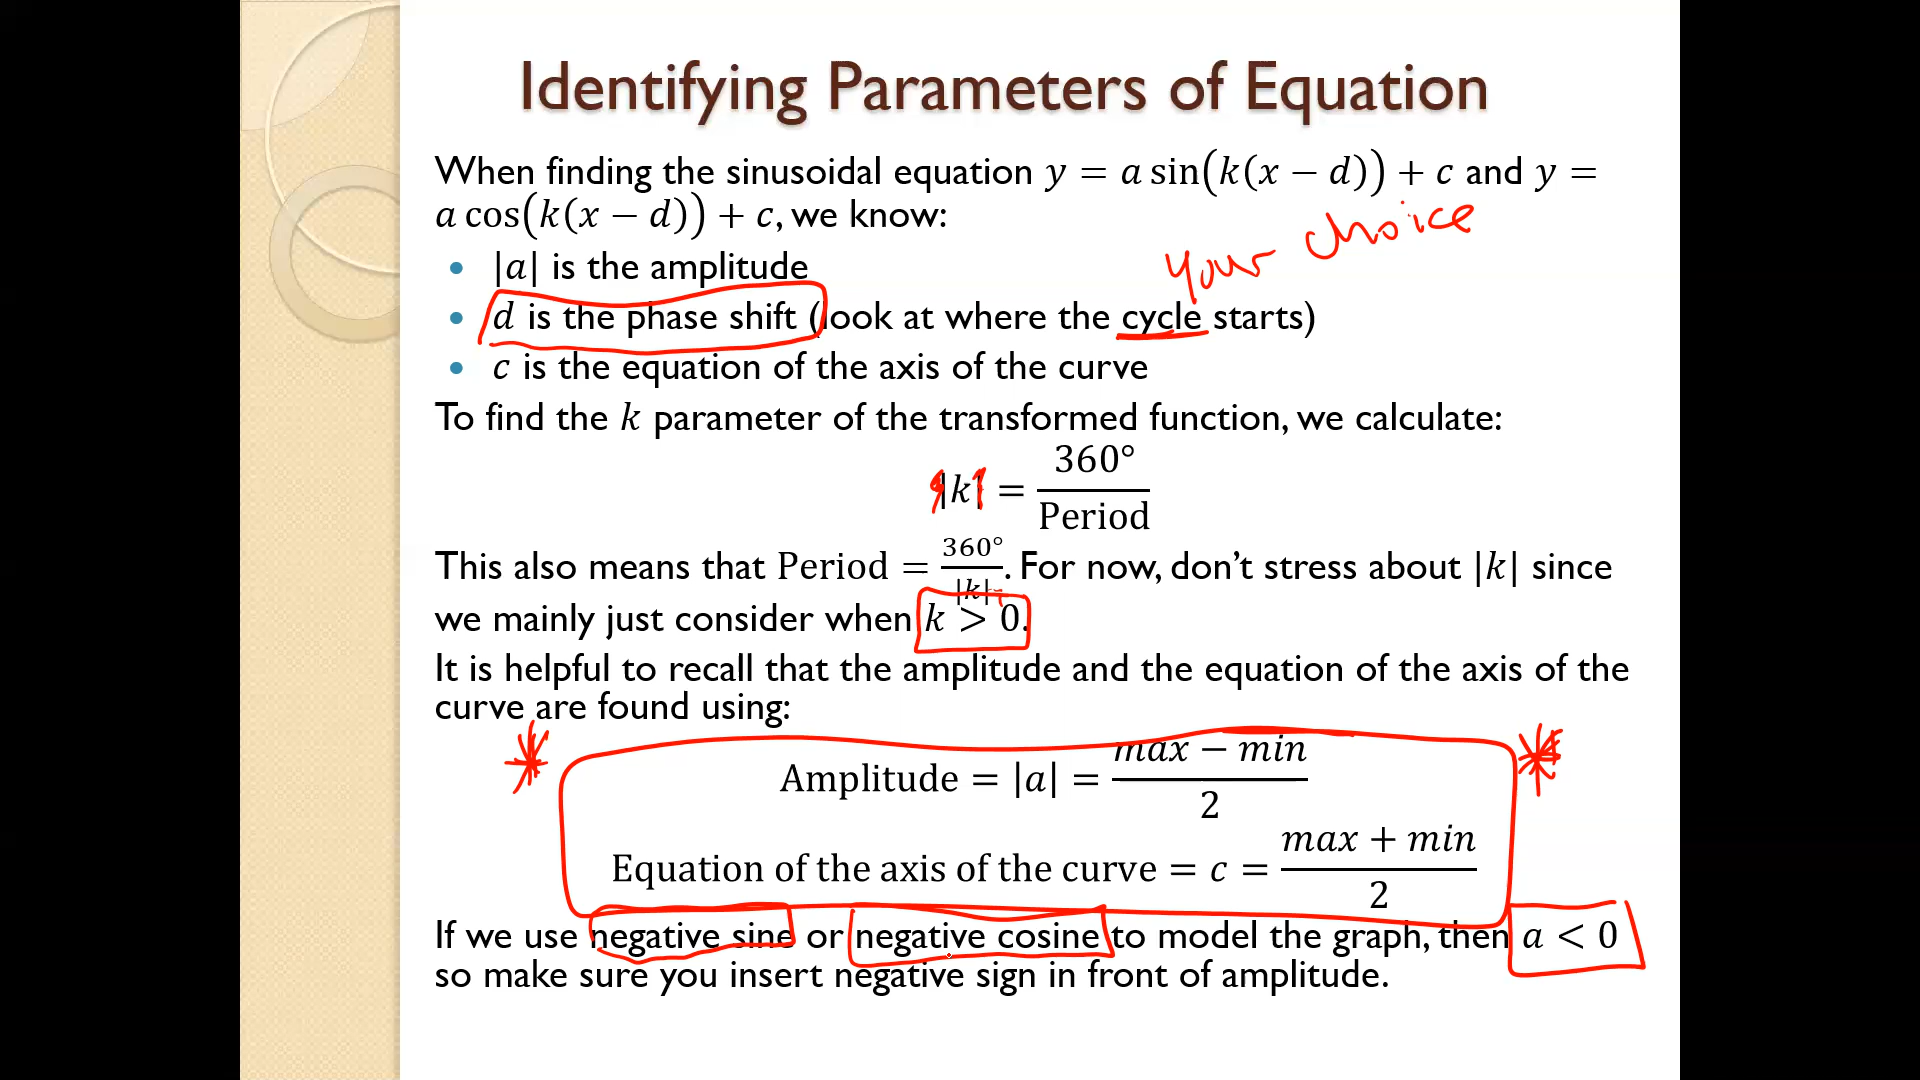 Identifying Parameters of Equation
When finding the sinusoidal equation y = a sin(k(x − d)) + c and y =
a cos(k(x − d)) + c, we know:
your choice
• |a| is the amplitude
• d is the phase shift (look at where the cycle starts)
• c is the equation of the axis of the curve
To find the k parameter of the transformed function, we calculate:
|k| = 360° / Period
This also means that Period = 360° / |k|. For now, don’t stress about |k| since
we mainly just consider when k > 0.
It is helpful to recall that the amplitude and the equation of the axis of the
curve are found using:
Amplitude = |a| = max − min / 2
Equation of the axis of the curve = c = max + min / 2
If we use negative sine or negative cosine to model the graph, then a < 0
so make sure you insert negative sign in front of amplitude.